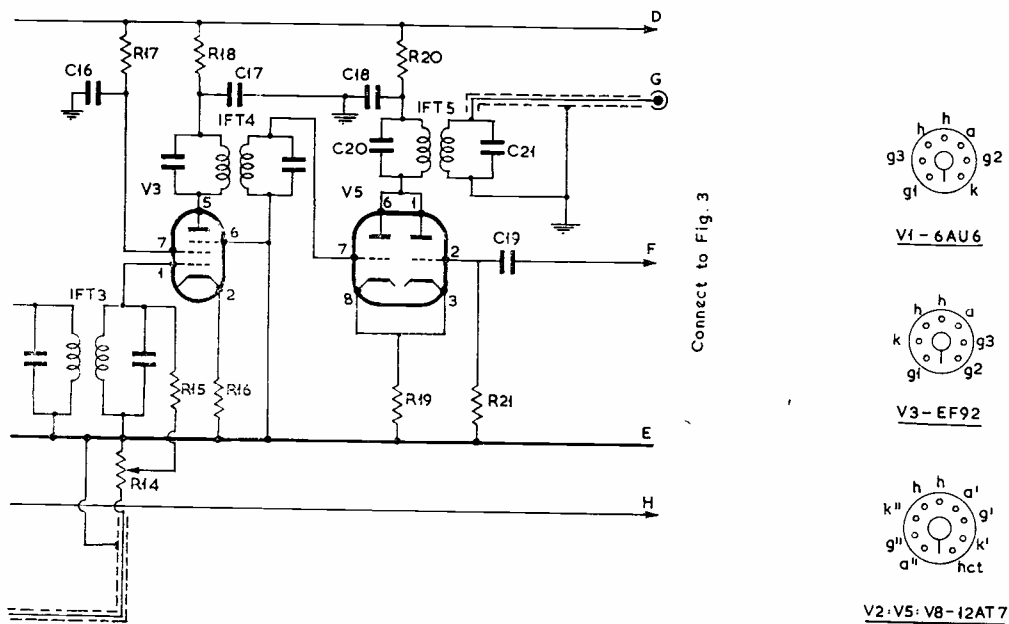 D
R17
R18
R20
C16
C17
C18
G
IFT4
IFT5
C20
C21
V3
V5
5
6
7
1
2
6
1
7
2
8
3
C19
F
IFT3
R15
R16
R19
R21
E
R14
H
Connect to Fig. 3
h
h
a
g3
g2
g1
k
V1-6AU6
h
h
a
k
g3
g1
g2
V3-EF92
h
h
a'
k"
g'
g"
k'
a"
hct
V2:V5:V8-12AT7